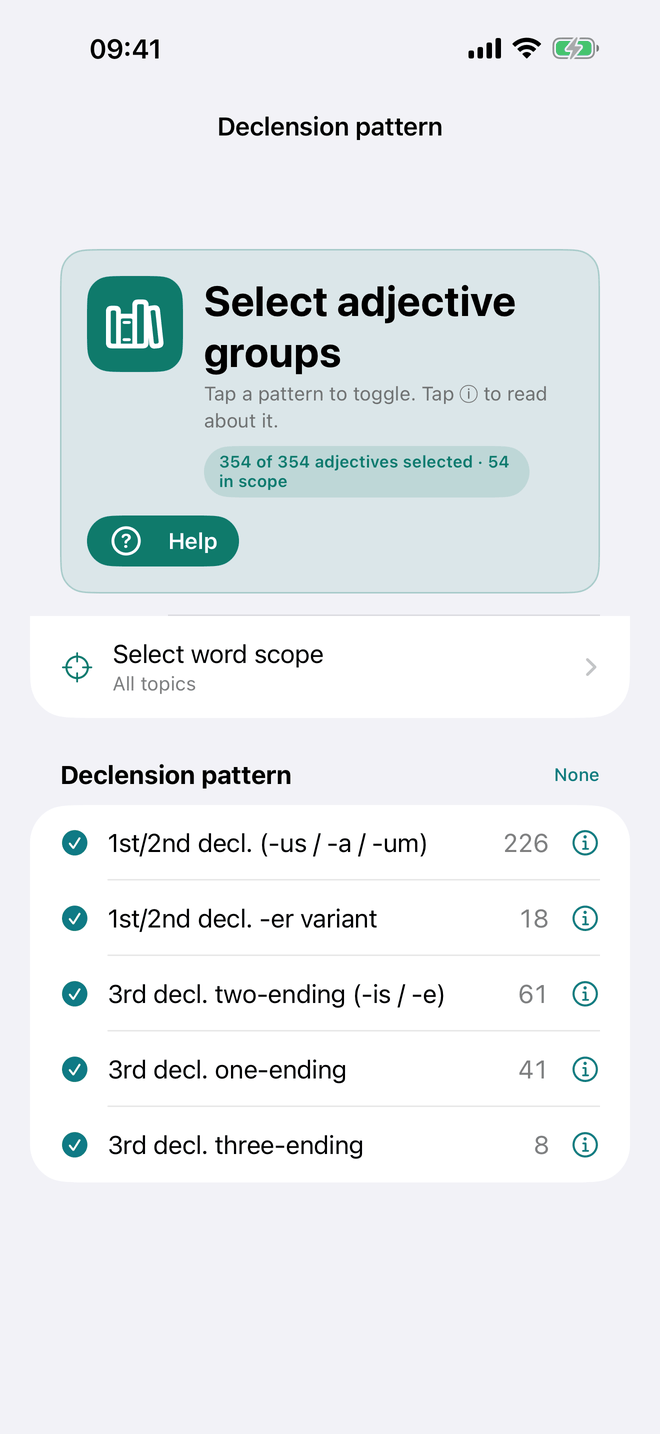 09:41
Declension pattern
Select adjective
groups
Tap a pattern to toggle. Tap ⓘ to read
about it.
354 of 354 adjectives selected · 54
in scope
Help
Select word scope
All topics
Declension pattern
None
1st/2nd decl. (-us / -a / -um)
226
1st/2nd decl. -er variant
18
3rd decl. two-ending (-is / -e)
61
3rd decl. one-ending
41
3rd decl. three-ending
8